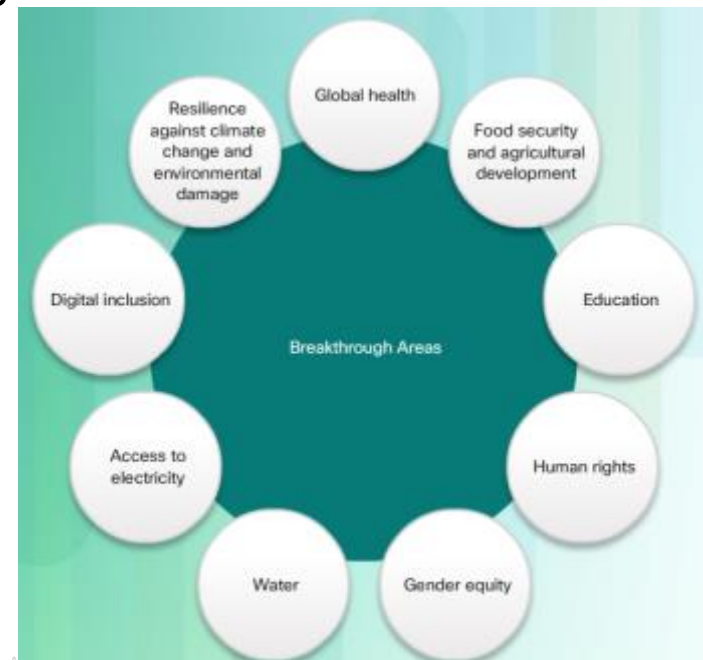 Global health
Resilience
against climate
change and
environmental
damage
Food security
and agricultural
development
Digital inclusion
Education
Breakthrough Areas
Access to
electricity
Human rights
Water
Gender equity